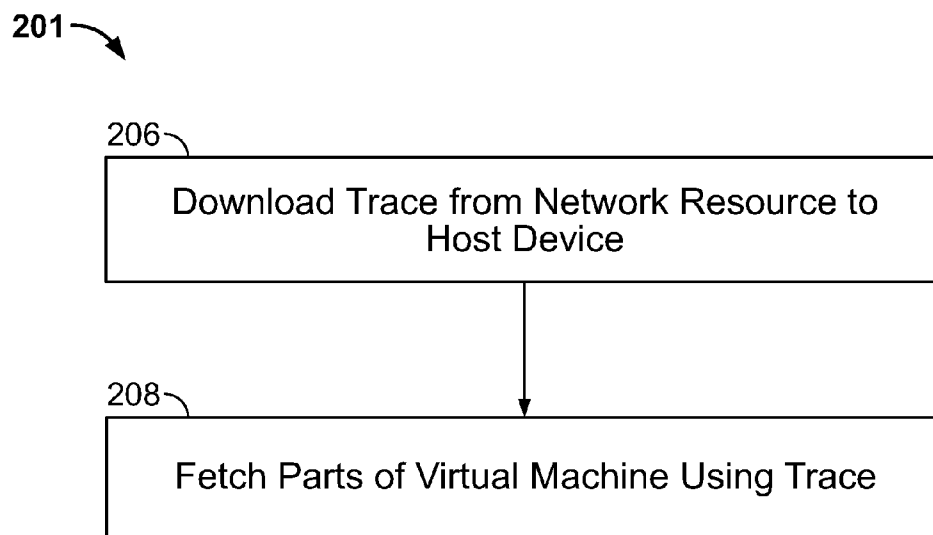 201
206
Download Trace from Network Resource to
Host Device
208
Fetch Parts of Virtual Machine Using Trace